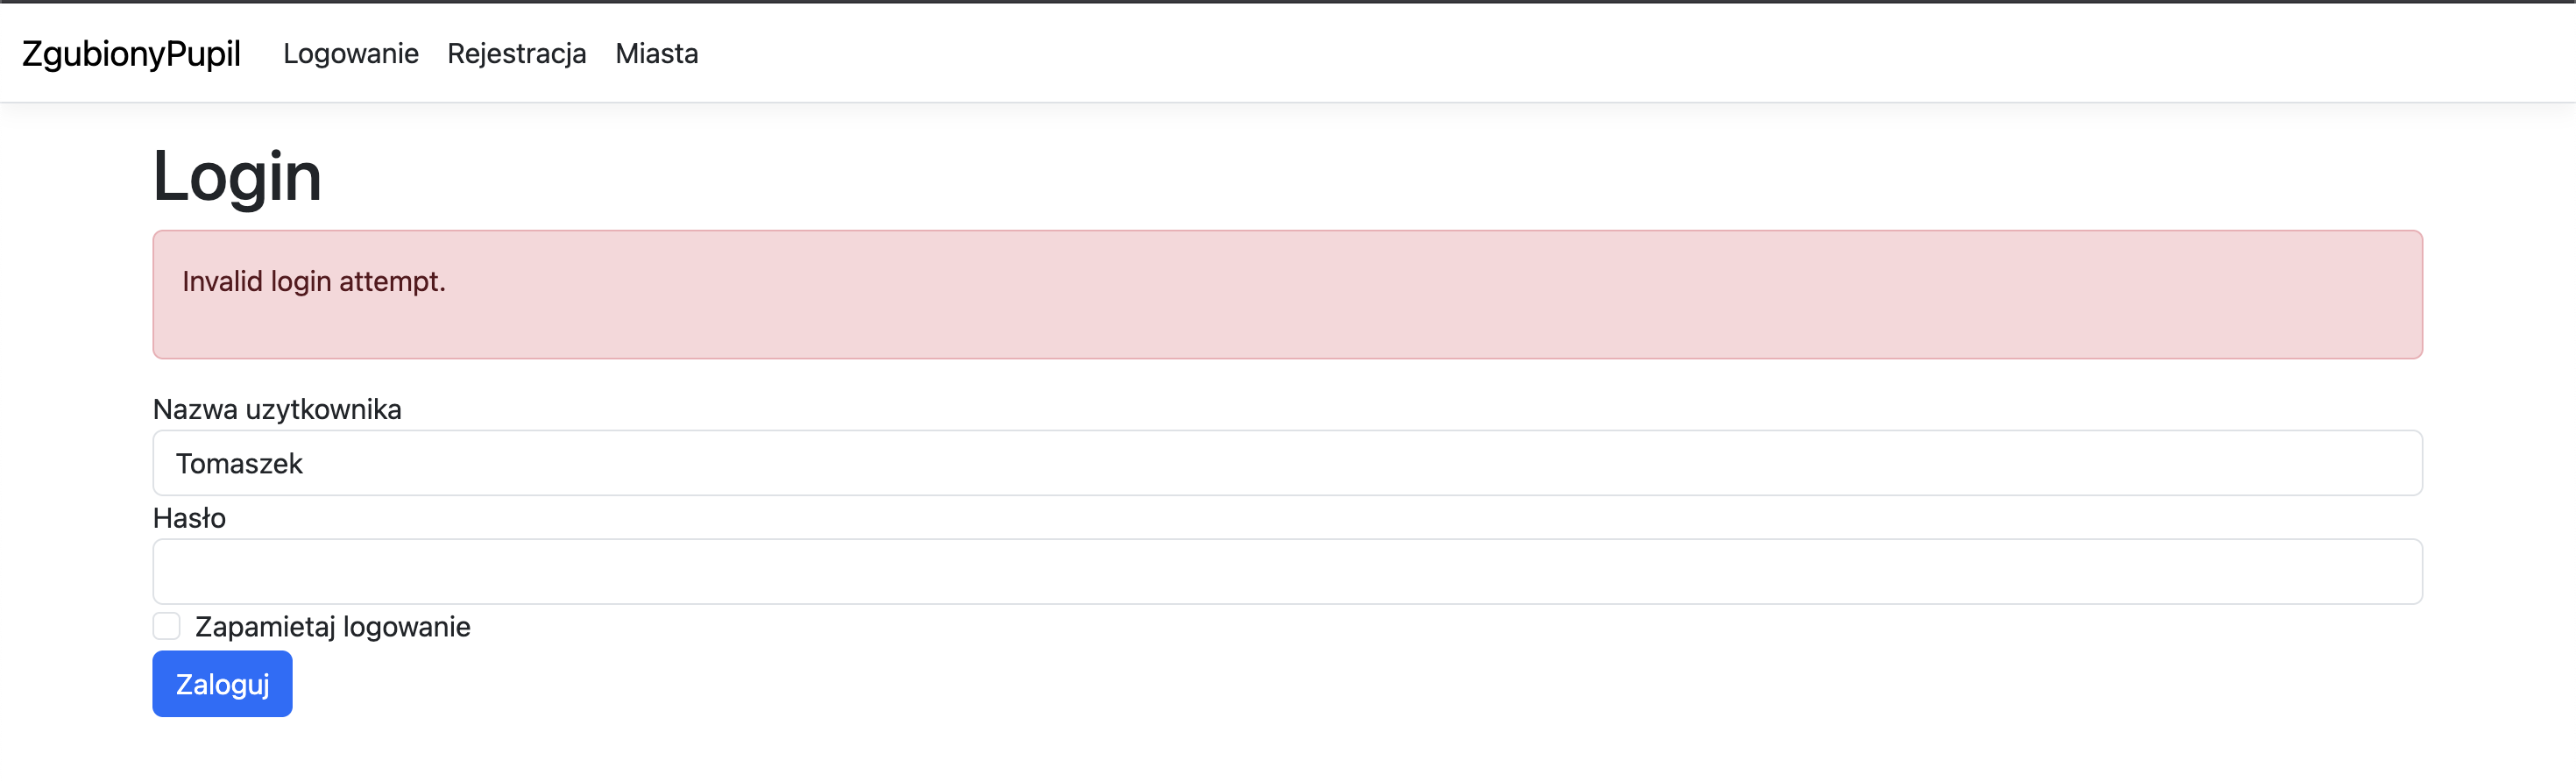 ZgubionyPupil Logowanie Rejestracja Miasta
Login
Invalid login attempt.
Nazwa uzytkownika
Tomaszek
Hasło
Zapamietaj logowanie
Zaloguj